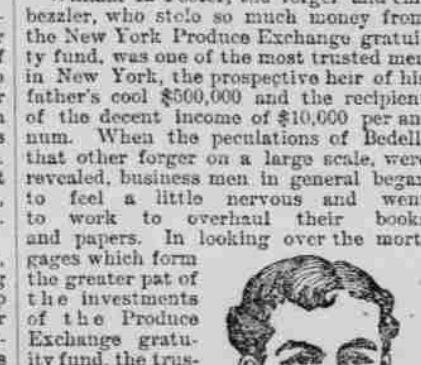 bezzler, who stole so much money from
the New York Produce Exchange gratui
ty fund, was one of the most trusted men
in New York, the prospective heir of his
father's cool $500,000 and the recipient
of the decent income of $10,000 per an
num. When the peculations of Bedell
that other forger on a large scale, were
revealed, business men in general began
to feel a little nervous and went
to work to overhaul their books
and papers. In looking over the mort
gages which form
the greater pat of
the investments
of the Produce
Exchange gratu-
ity fund, the trus-